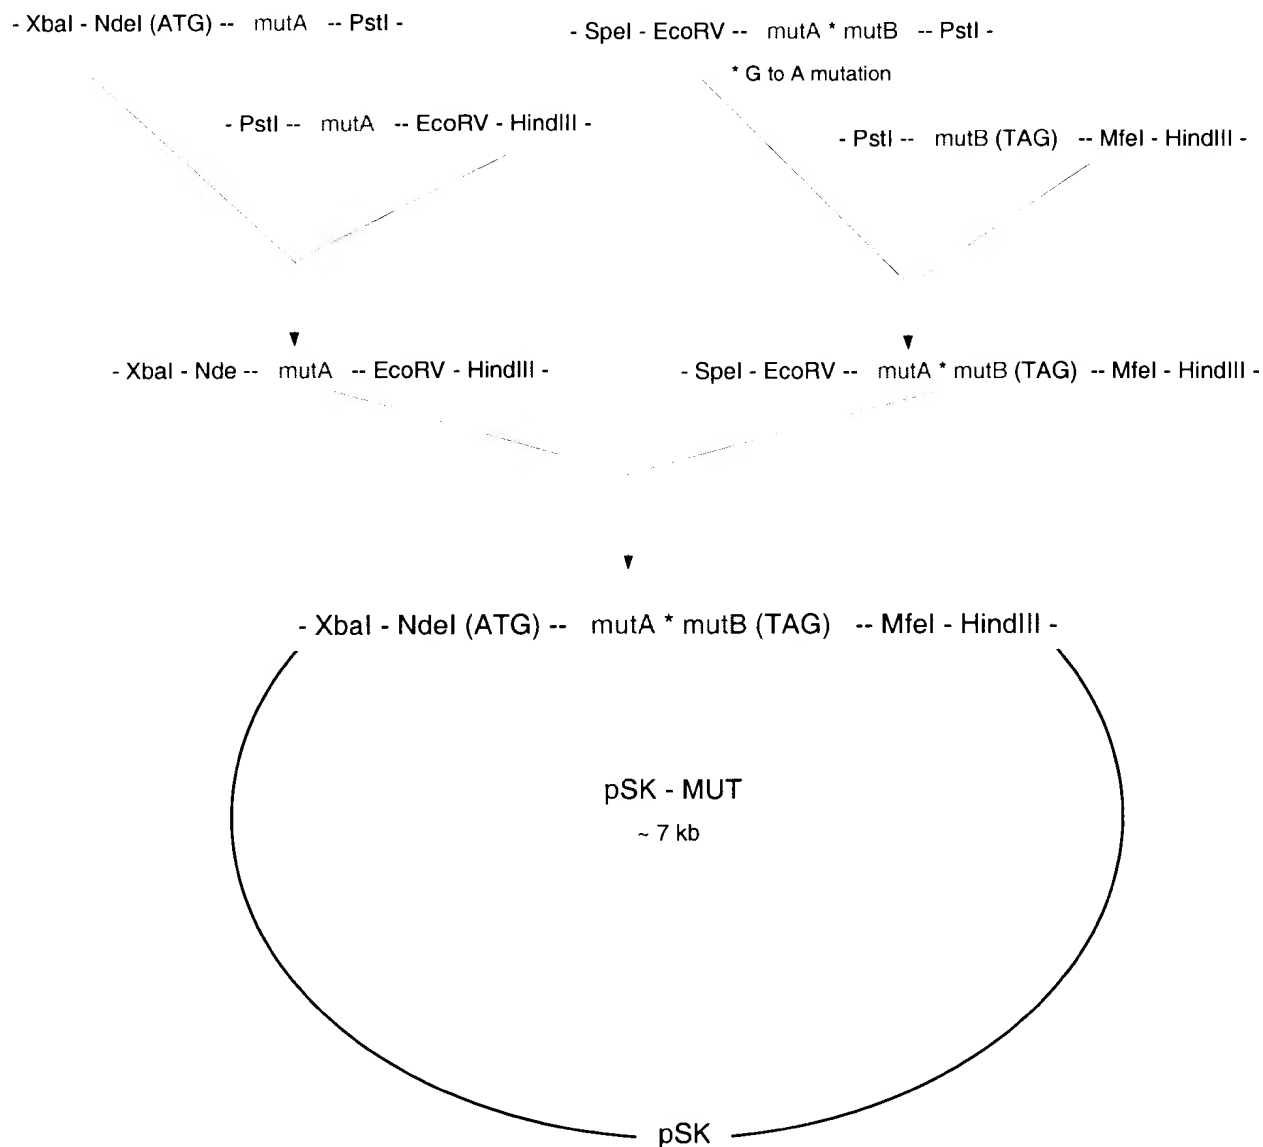 - XbaI - NdeI (ATG) -- mutA -- PstI -
- SpeI - EcoRV -- mutA * mutB -- PstI -
* G to A mutation
- PstI -- mutA -- EcoRV - HindIII -
- PstI -- mutB (TAG) -- MfeI - HindIII -
- XbaI - Nde -- mutA -- EcoRV - HindIII -
- SpeI - EcoRV -- mutA * mutB (TAG) -- MfeI - HindIII -
- XbaI - NdeI (ATG) -- mutA * mutB (TAG) -- MfeI - HindIII -
pSK - MUT
~ 7 kb
pSK